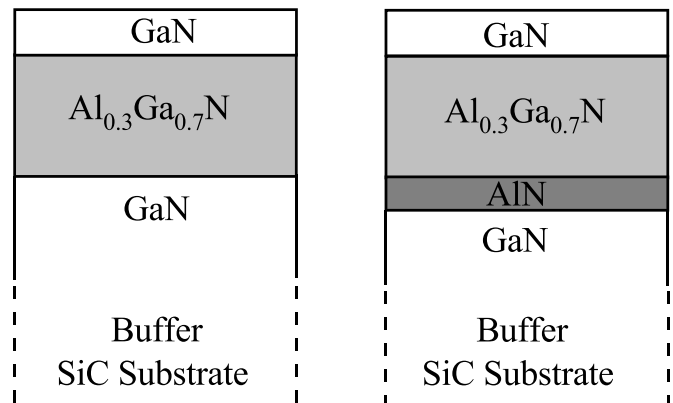 GaN
Al0.3Ga0.7N
GaN
Buffer
SiC Substrate
GaN
Al0.3Ga0.7N
AlN
GaN
Buffer
SiC Substrate